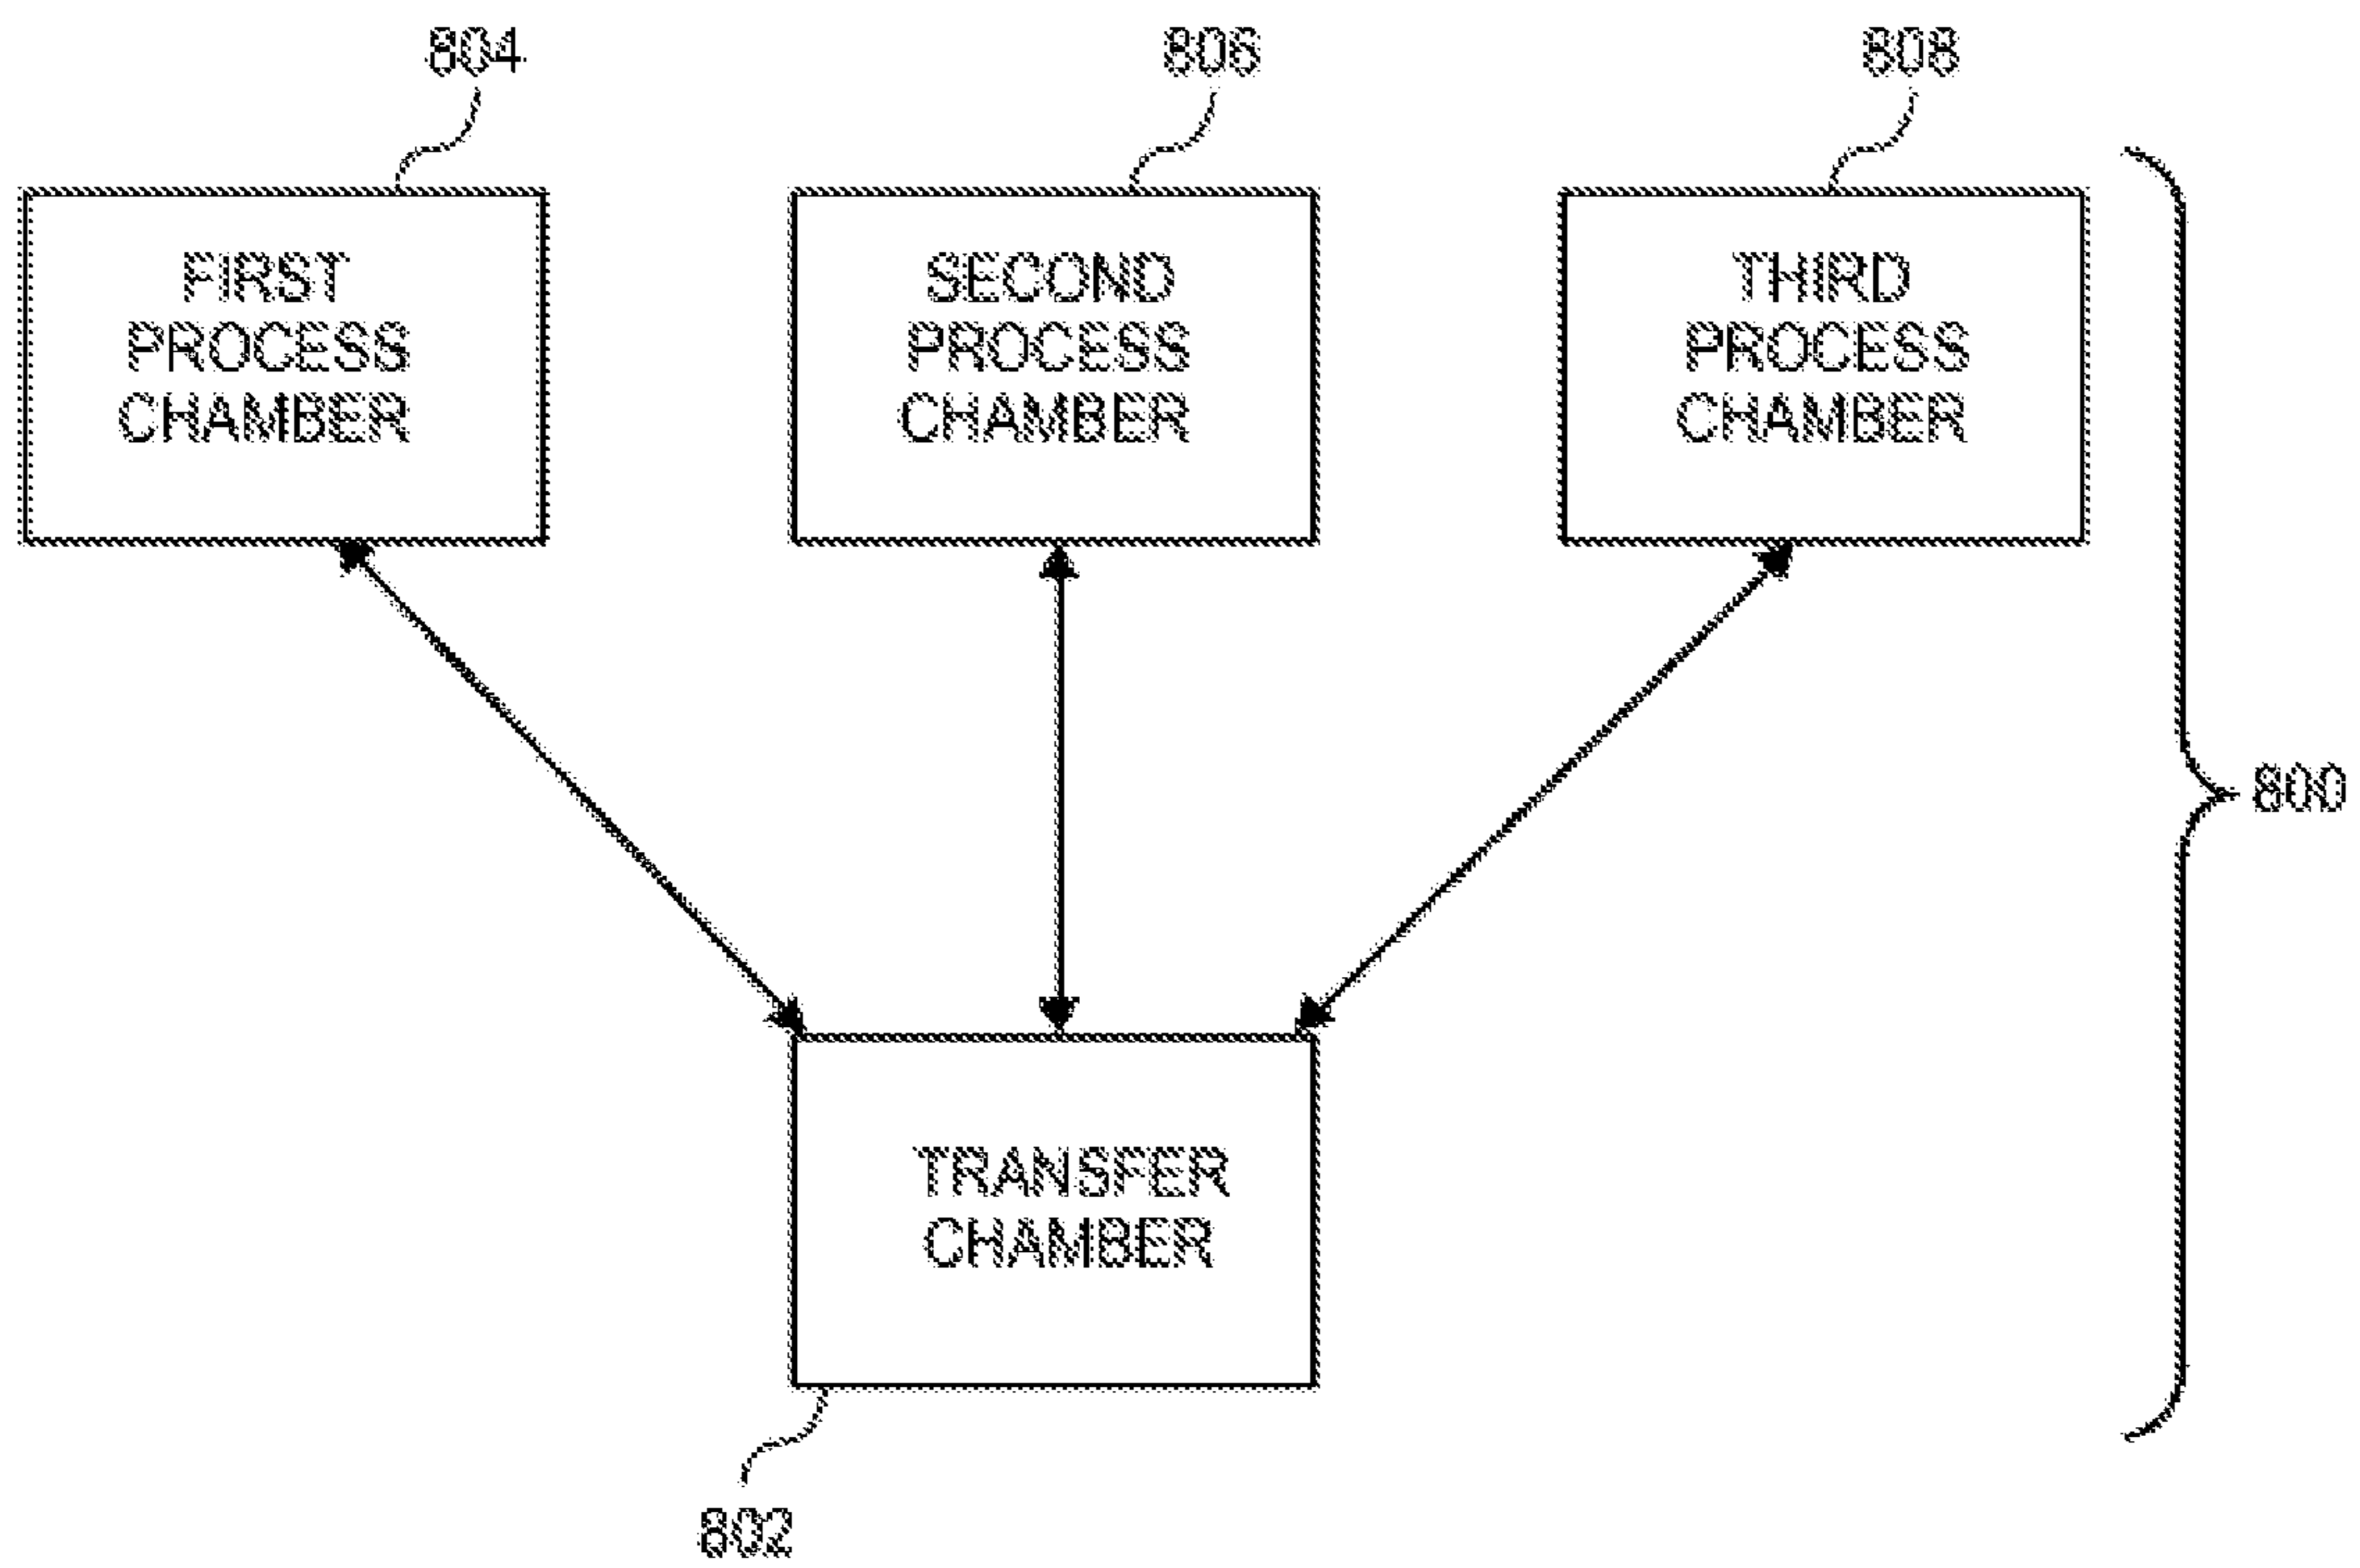 804
806
808
FIRST
PROCESS
CHAMBER
SECOND
PROCESS
CHAMBER
THIRD
PROCESS
CHAMBER
800
TRANSFER
CHAMBER
802